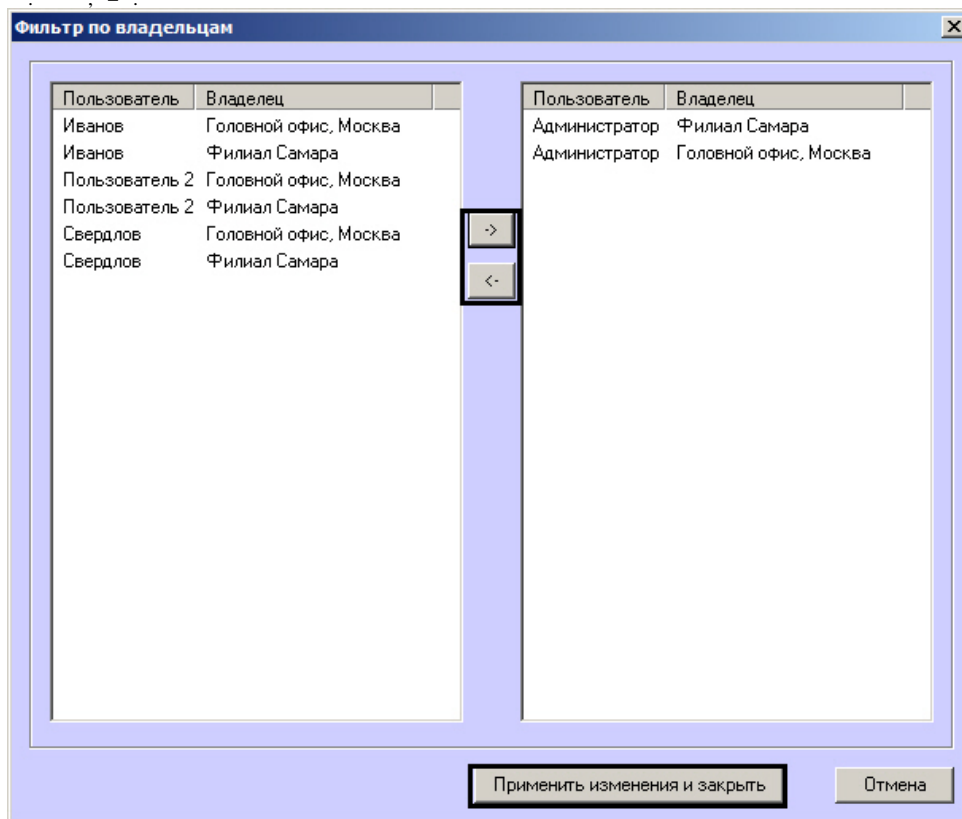 Фильтр по владельцам
Пользователь Владелец
Иванов Головной офис, Москва
Иванов Филиал Самара
Пользователь 2 Головной офис, Москва
Пользователь 2 Филиал Самара
Свердлов Головной офис, Москва
Свердлов Филиал Самара
->
<-
Пользователь Владелец
Администратор Филиал Самара
Администратор Головной офис, Москва
Применить изменения и закрыть Отмена